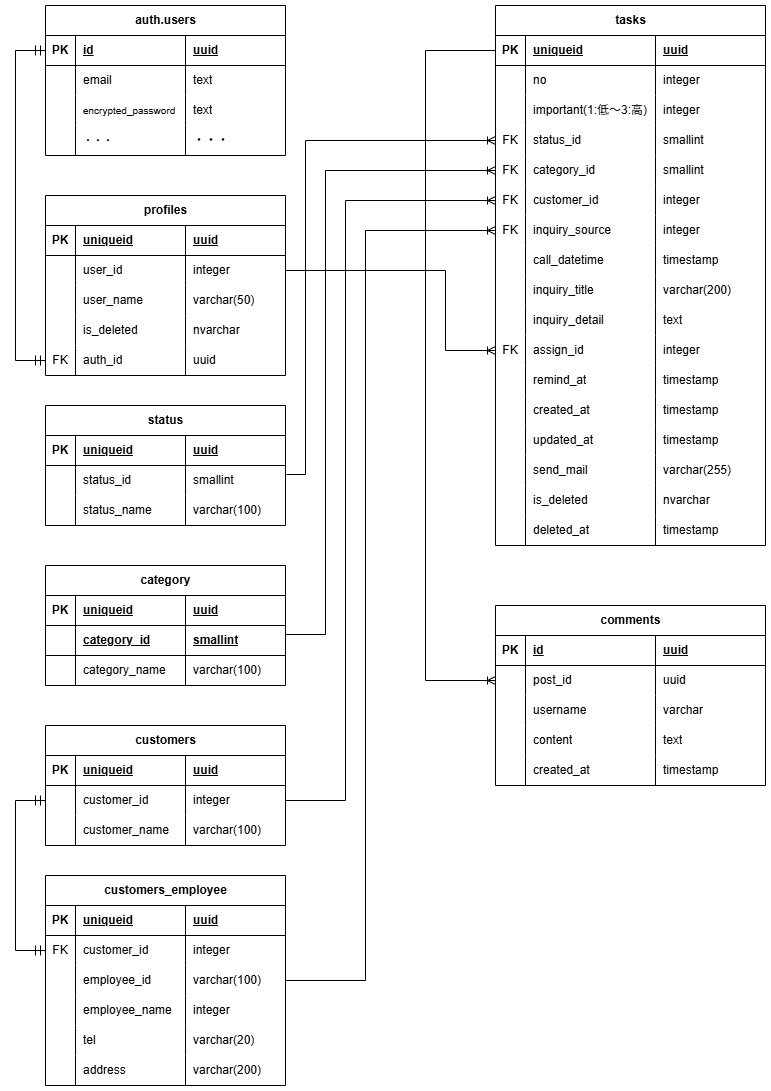 auth.users
PK id uuid
email text
encrypted_password text
・・・ ・・・
profiles
PK uniqueid uuid
user_id integer
user_name varchar(50)
is_deleted nvarchar
FK auth_id uuid
status
PK uniqueid uuid
status_id smallint
status_name varchar(100)
category
PK uniqueid uuid
category_id smallint
category_name varchar(100)
customers
PK uniqueid uuid
customer_id integer
customer_name varchar(100)
customers_employee
PK uniqueid uuid
FK customer_id integer
employee_id varchar(100)
employee_name integer
tel varchar(20)
address varchar(200)
tasks
PK uniqueid uuid
no integer
important(1:低～3:高) integer
FK status_id smallint
FK category_id smallint
FK customer_id integer
FK inquiry_source integer
call_datetime timestamp
inquiry_title varchar(200)
inquiry_detail text
FK assign_id integer
remind_at timestamp
created_at timestamp
updated_at timestamp
send_mail varchar(255)
is_deleted nvarchar
deleted_at timestamp
comments
PK id uuid
post_id uuid
username varchar
content text
created_at timestamp